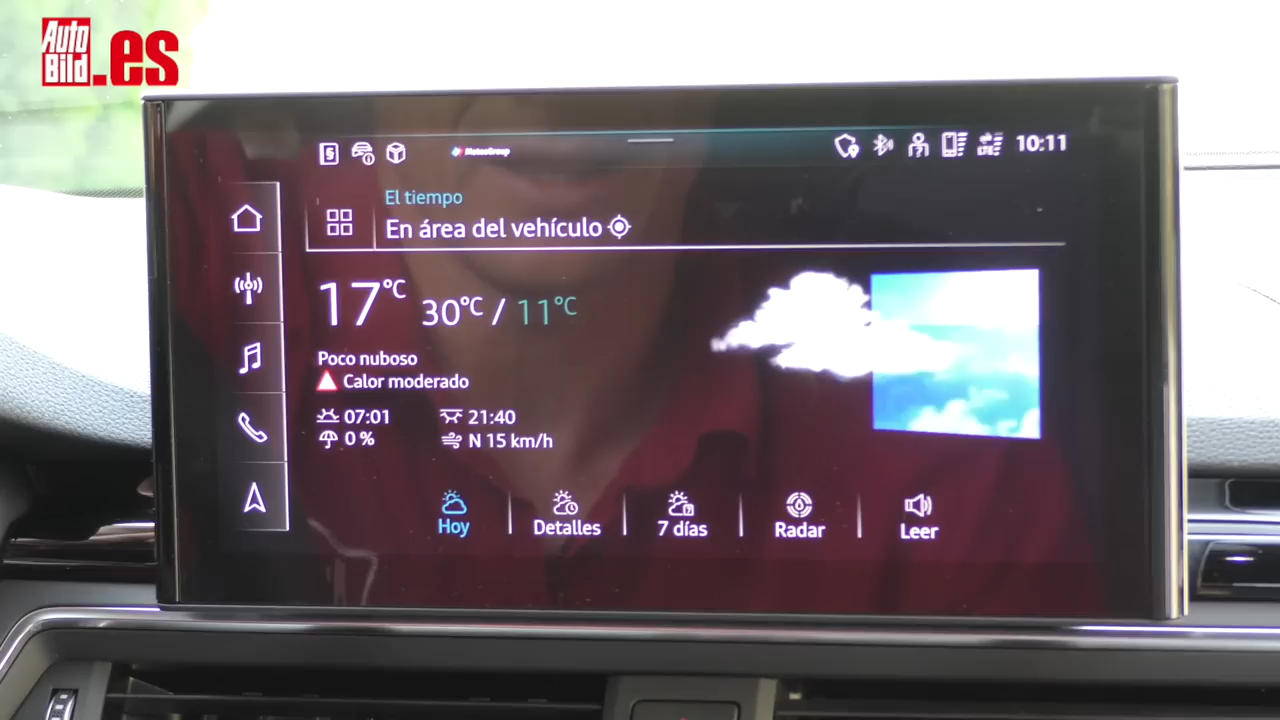 Auto
Bild
.es
10:11
El tiempo
En área del vehículo
17°C 30°C / 11°C
Poco nuboso
Calor moderado
07:01 21:40
0 % N 15 km/h
Hoy Detalles 7 días Radar Leer